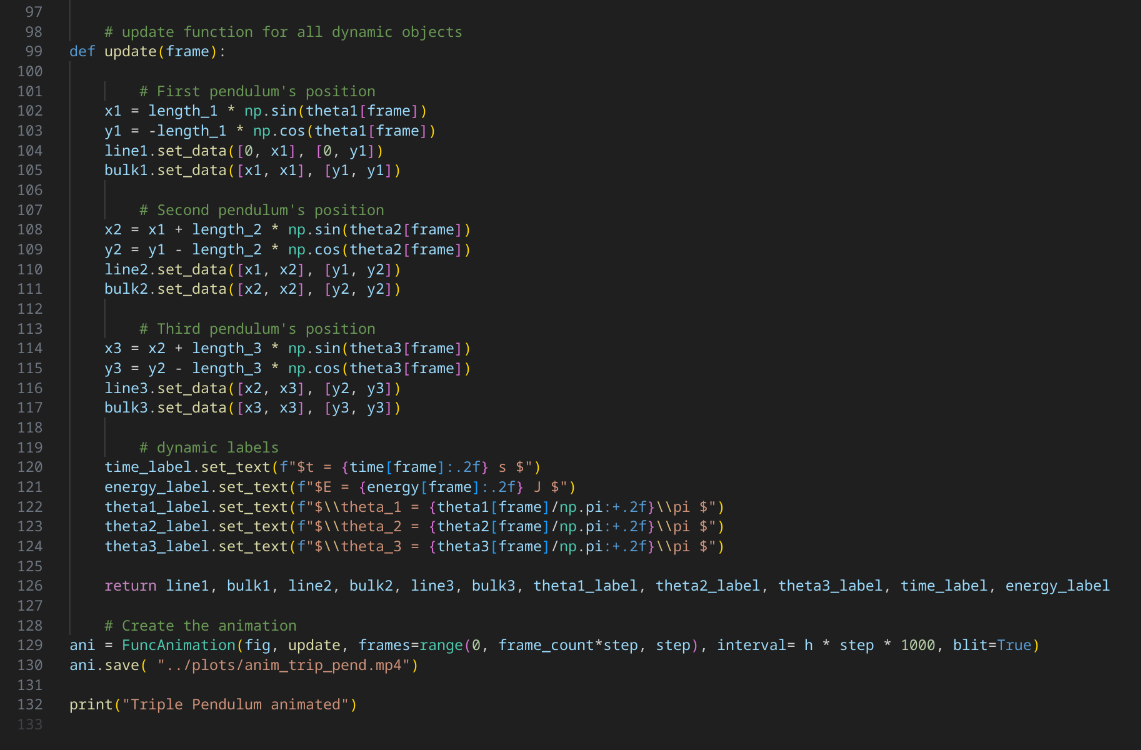 97
98     # update function for all dynamic objects
99 def update(frame):
100
101         # First pendulum's position
102     x1 = length_1 * np.sin(theta1[frame])
103     y1 = -length_1 * np.cos(theta1[frame])
104     line1.set_data([0, x1], [0, y1])
105     bulk1.set_data([x1, x1], [y1, y1])
106
107         # Second pendulum's position
108     x2 = x1 + length_2 * np.sin(theta2[frame])
109     y2 = y1 - length_2 * np.cos(theta2[frame])
110     line2.set_data([x1, x2], [y1, y2])
111     bulk2.set_data([x2, x2], [y2, y2])
112
113         # Third pendulum's position
114     x3 = x2 + length_3 * np.sin(theta3[frame])
115     y3 = y2 - length_3 * np.cos(theta3[frame])
116     line3.set_data([x2, x3], [y2, y3])
117     bulk3.set_data([x3, x3], [y3, y3])
118
119         # dynamic labels
120     time_label.set_text(f"$t = {time[frame]:.2f} s $")
121     energy_label.set_text(f"$E = {energy[frame]:.2f} J $")
122     theta1_label.set_text(f"$\\theta_1 = {theta1[frame]/np.pi:+.2f}\\pi $")
123     theta2_label.set_text(f"$\\theta_2 = {theta2[frame]/np.pi:+.2f}\\pi $")
124     theta3_label.set_text(f"$\\theta_3 = {theta3[frame]/np.pi:+.2f}\\pi $")
125
126     return line1, bulk1, line2, bulk2, line3, bulk3, theta1_label, theta2_label, theta3_label, time_label, energy_label
127
128     # Create the animation
129 ani = FuncAnimation(fig, update, frames=range(0, frame_count*step, step), interval= h * step * 1000, blit=True)
130 ani.save( "../plots/anim_trip_pend.mp4")
131
132 print("Triple Pendulum animated")
133